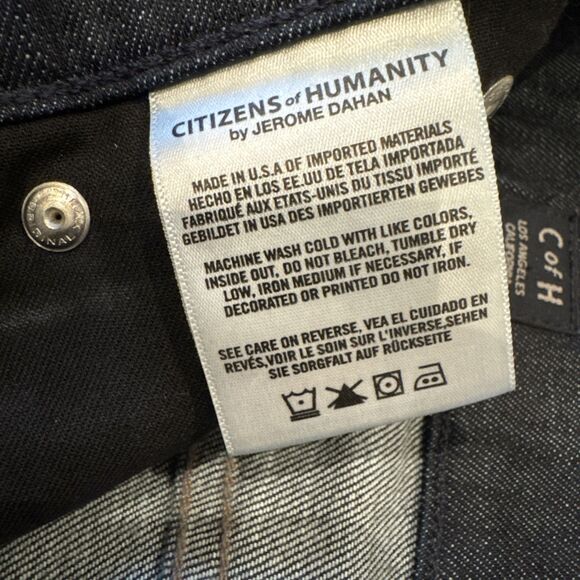 CITIZENS of HUMANITY
by JEROME DAHAN
MADE IN U.S.A OF IMPORTED MATERIALS
HECHO EN LOS EE.UU DE TELA IMPORTADA
FABRIQUÉ AUX ETATS-UNIS DU TISSU IMPORTÉ
GEBILDET IN USA DES IMPORTIERTEN GEWEBES
MACHINE WASH COLD WITH LIKE COLORS,
INSIDE OUT, DO NOT BLEACH, TUMBLE DRY
LOW, IRON MEDIUM IF NECESSARY, IF
DECORATED OR PRINTED DO NOT IRON.
SEE CARE ON REVERSE, VEA EL CUIDADO EN
REVÉS,VOIR LE SOIN SUR L'INVERSE,SEHEN
SIE SORGFALT AUF RÜCKSEITE
C of H
LOS ANGELES